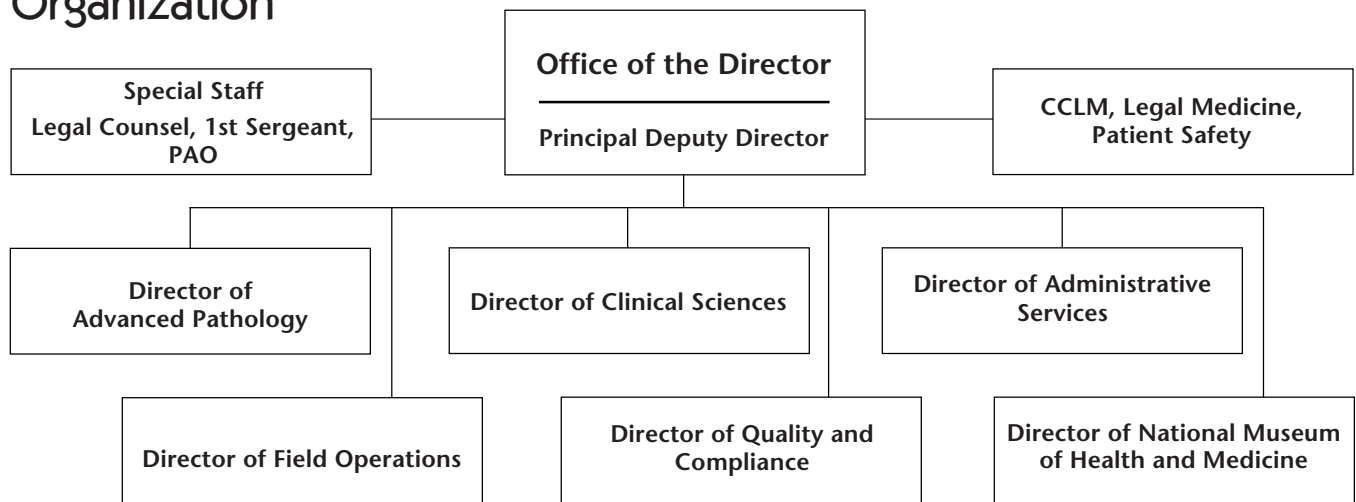 Organization
Office of the Director
Principal Deputy Director
Special Staff
Legal Counsel, 1st Sergeant,
PAO
CCLM, Legal Medicine,
Patient Safety
Director of
Advanced Pathology
Director of Clinical Sciences
Director of Administrative
Services
Director of Field Operations
Director of Quality and
Compliance
Director of National Museum
of Health and Medicine